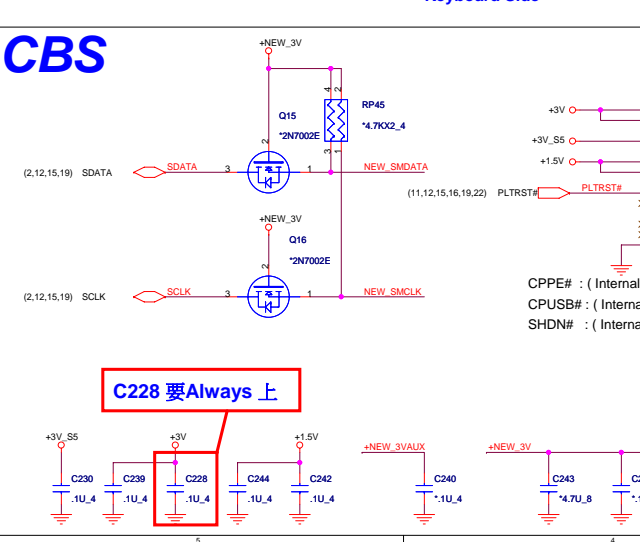 CBS
+NEW_3V
4 2
RP45
*4.7KX2_4
Q15
*2N7002E
2
3 1
(2,12,15,19) SDATA SDATA 3 1 NEW_SMDATA
+NEW_3V
Q16
*2N7002E
2
(2,12,15,19) SCLK SCLK 3 1 NEW_SMCLK
+3V
+3V_S5
+1.5V
(11,12,15,16,19,22) PLTRST# PLTRST#
CPPE# : ( Internal
CPUSB# : ( Interna
SHDN# : ( Interna
C228 要Always 上
+3V_S5
+3V
+1.5V
+NEW_3VAUX
+NEW_3V
C230
.1U_4
C239
.1U_4
C228
.1U_4
C244
.1U_4
C242
.1U_4
C240
*.1U_4
C243
*4.7U_8
5
4